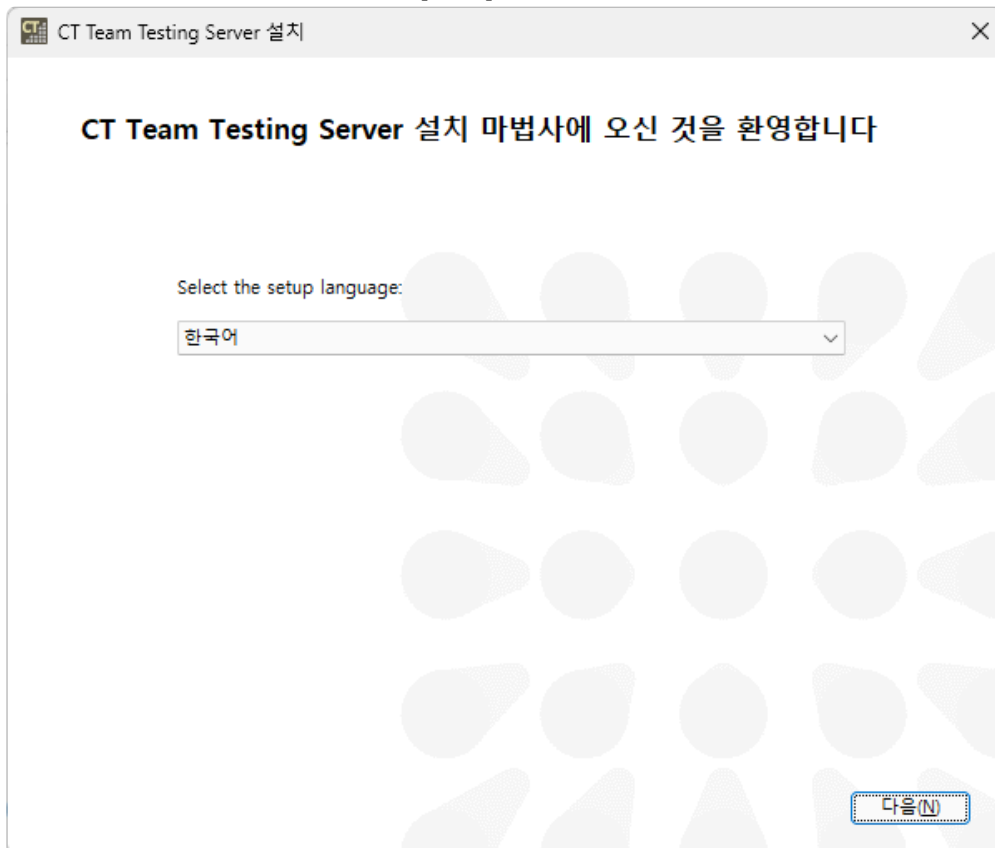 CT
CT Team Testing Server 설치
CT Team Testing Server 설치 마법사에 오신 것을 환영합니다
Select the setup language:
한국어
다음(N)